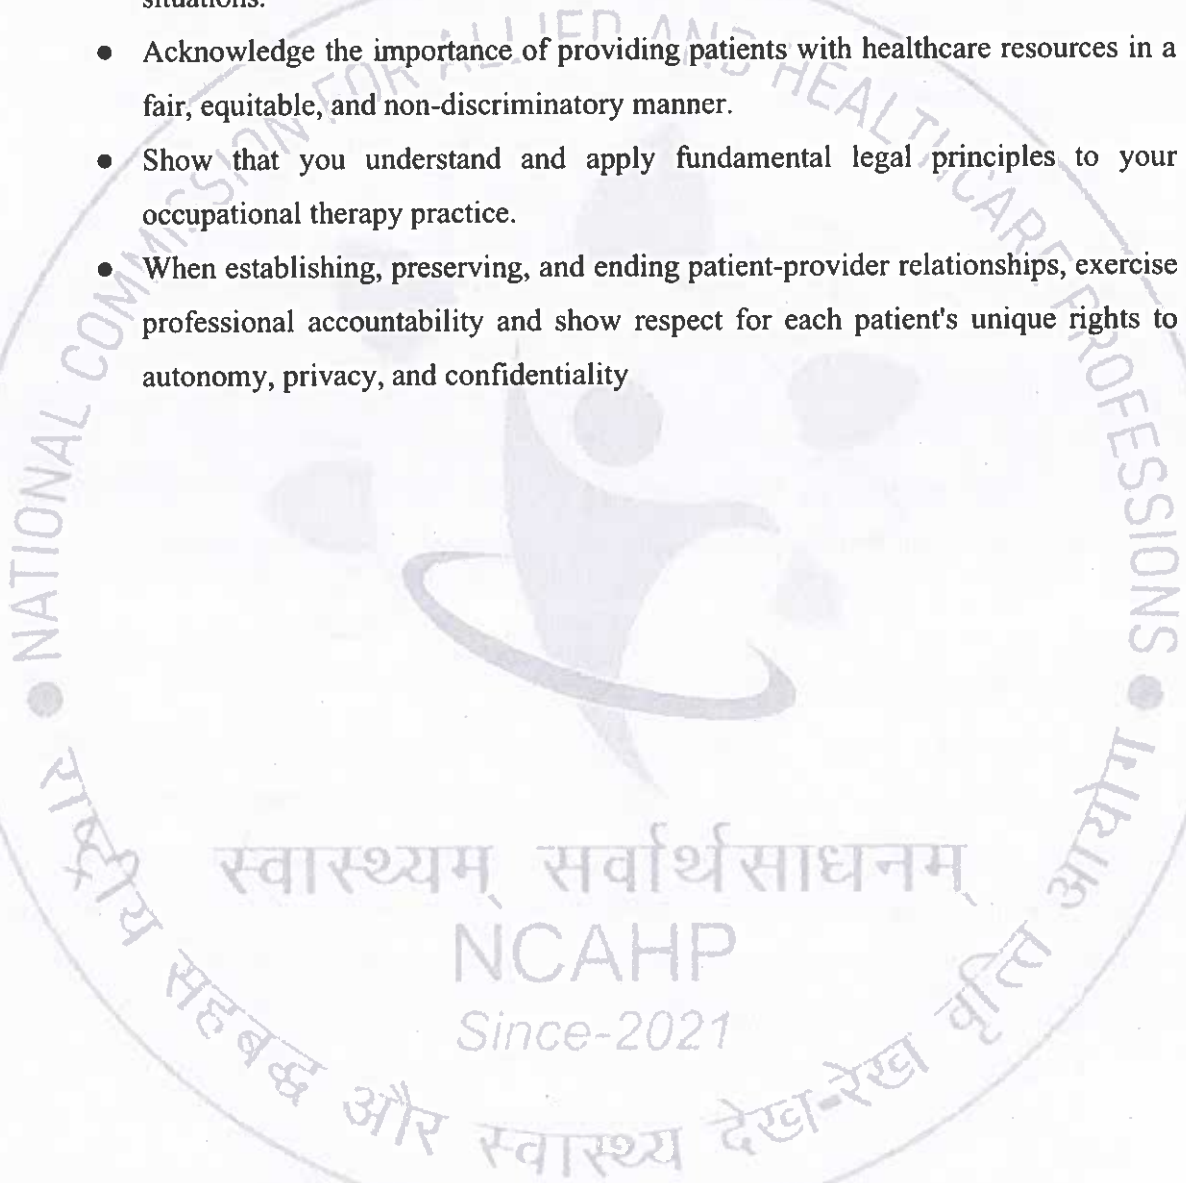 situations.
● Acknowledge the importance of providing patients with healthcare resources in a
fair, equitable, and non-discriminatory manner.
● Show that you understand and apply fundamental legal principles to your
occupational therapy practice.
● When establishing, preserving, and ending patient-provider relationships, exercise
professional accountability and show respect for each patient's unique rights to
autonomy, privacy, and confidentiality
● NATIONAL COMMISSION FOR ALLIED AND HEALTHCARE PROFESSIONS ●
स्वास्थ्यम् सर्वार्थसाधनम्
NCAHP
Since-2021
राष्ट्रीय सहबद्ध और स्वास्थ्य देख-रेख वृत्ति आयोग